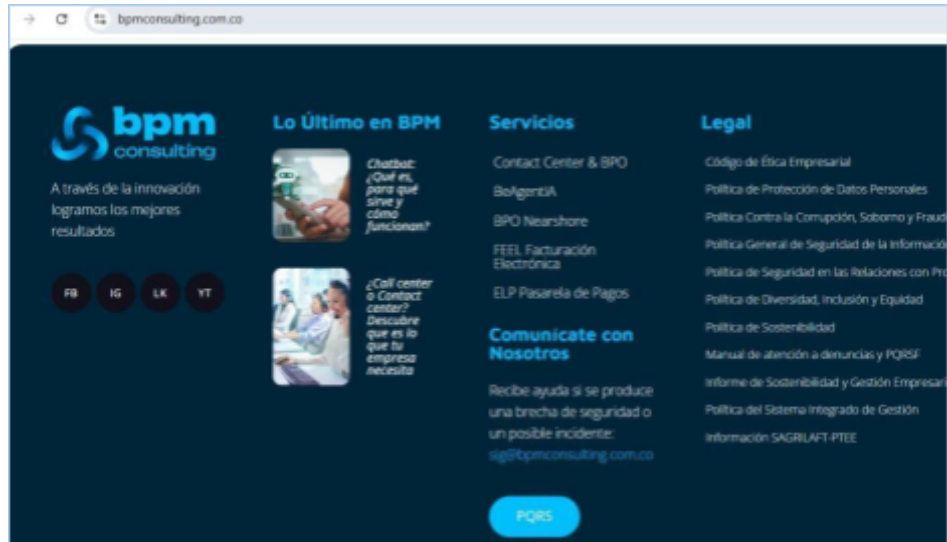 bpmconsulting.com.co
bpm
consulting
A través de la innovación
logramos los mejores
resultados
FB IG LK YT
Lo Último en BPM
Chatbot:
¿Qué es,
para qué
sirve y
cómo
funcionan?
¿Call center
o Contact
center?
Descubre
que es lo
que tu
empresa
necesita
Servicios
Contact Center & BPO
BeAgentIA
BPO Nearshore
FEEL Facturación
Electrónica
ELP Pasarela de Pagos
Comunícate con
Nosotros
Recibe ayuda si se produce
una brecha de seguridad o
un posible incidente:
sig@bpmconsulting.com.co
PQRS
Legal
Código de Ética Empresarial
Política de Protección de Datos Personales
Política Contra la Corrupción, Soborno y Fraud
Política General de Seguridad de la Informació
Política de Seguridad en las Relaciones con Pro
Política de Diversidad, Inclusión y Equidad
Política de Sostenibilidad
Manual de atención a denuncias y PQRSF
Informe de Sostenibilidad y Gestión Empresari
Política del Sistema Integrado de Gestión
Información SAGRILAFT-PTEE